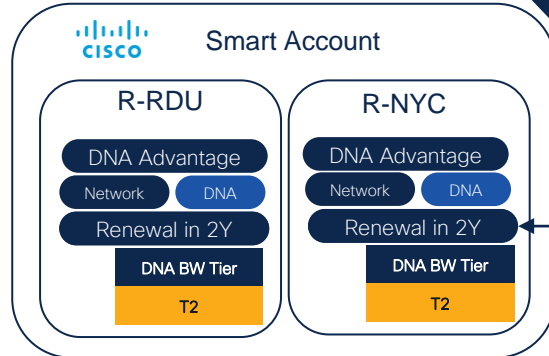 CISCO
Smart Account
R-RDU
DNA Advantage
Network DNA
Renewal in 2Y
DNA BW Tier
T2
R-NYC
DNA Advantage
Network DNA
Renewal in 2Y
DNA BW Tier
T2